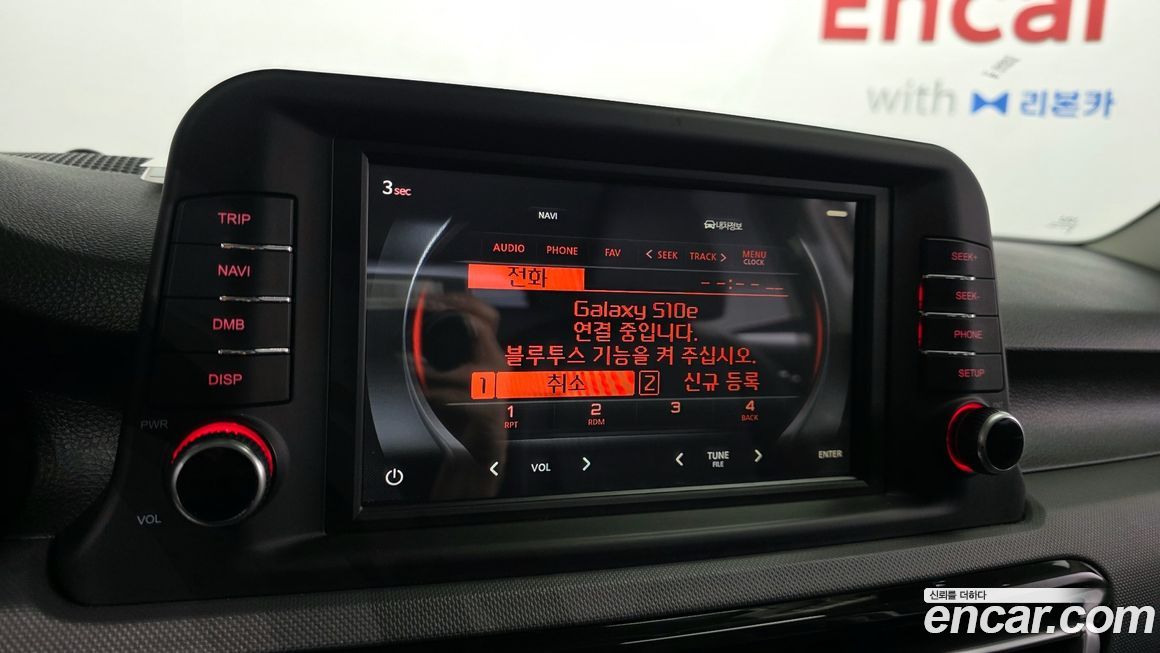 Encar
with 리본카
3 sec
NAVI
내차정보
TRIP
NAVI
DMB
DISP
PWR
VOL
AUDIO PHONE FAV < SEEK TRACK > MENU
CLOCK
전화 --:-- --
Galaxy S10e
연결 중입니다.
블루투스 기능을 켜 주십시오.
1 취소 2 신규 등록
1 2 3 4
RPT RDM BACK
< VOL > < TUNE > ENTER
FILE
SEEK+
SEEK-
PHONE
SETUP
신뢰를 더하다
encar.com